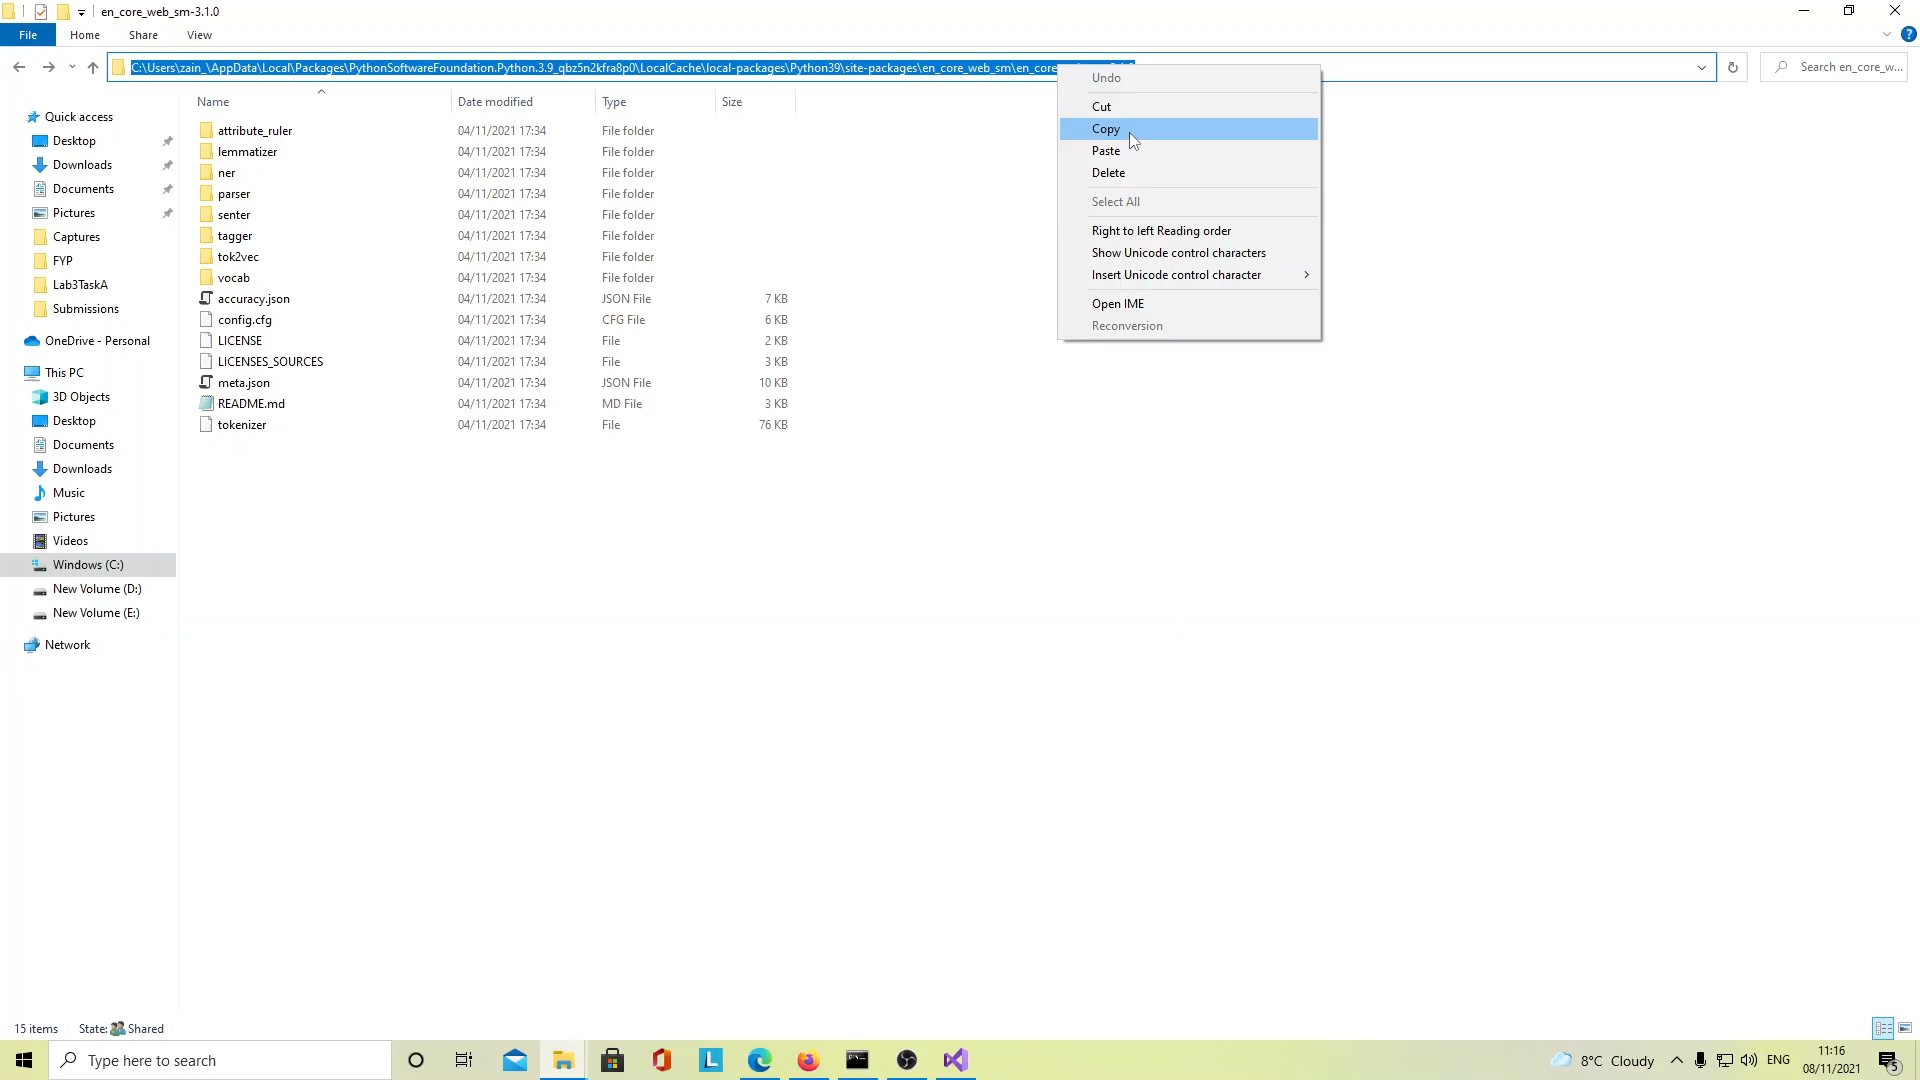 en_core_web_sm-3.1.0
File Home Share View
C:\Users\zain_\AppData\Local\Packages\PythonSoftwareFoundation.Python.3.9_qbz5n2kfra8p0\LocalCache\local-packages\Python39\site-packages\en_core_web_sm\en_core
Search en_core_w...
Name Date modified Type Size
Quick access
Desktop
Downloads
Documents
Pictures
Captures
FYP
Lab3TaskA
Submissions
OneDrive - Personal
This PC
3D Objects
Desktop
Documents
Downloads
Music
Pictures
Videos
Windows (C:)
New Volume (D:)
New Volume (E:)
Network
attribute_ruler 04/11/2021 17:34 File folder
lemmatizer 04/11/2021 17:34 File folder
ner 04/11/2021 17:34 File folder
parser 04/11/2021 17:34 File folder
senter 04/11/2021 17:34 File folder
tagger 04/11/2021 17:34 File folder
tok2vec 04/11/2021 17:34 File folder
vocab 04/11/2021 17:34 File folder
accuracy.json 04/11/2021 17:34 JSON File 7 KB
config.cfg 04/11/2021 17:34 CFG File 6 KB
LICENSE 04/11/2021 17:34 File 2 KB
LICENSES_SOURCES 04/11/2021 17:34 File 3 KB
meta.json 04/11/2021 17:34 JSON File 10 KB
README.md 04/11/2021 17:34 MD File 3 KB
tokenizer 04/11/2021 17:34 File 76 KB
Undo
Cut
Copy
Paste
Delete
Select All
Right to left Reading order
Show Unicode control characters
Insert Unicode control character
Open IME
Reconversion
15 items State: Shared
Type here to search
8°C Cloudy
ENG
11:16
08/11/2021
5